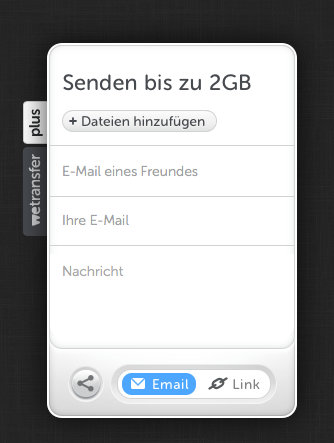 Senden bis zu 2GB
+ Dateien hinzufügen
plus
wetransfer
E-Mail eines Freundes
Ihre E-Mail
Nachricht
Email
Link